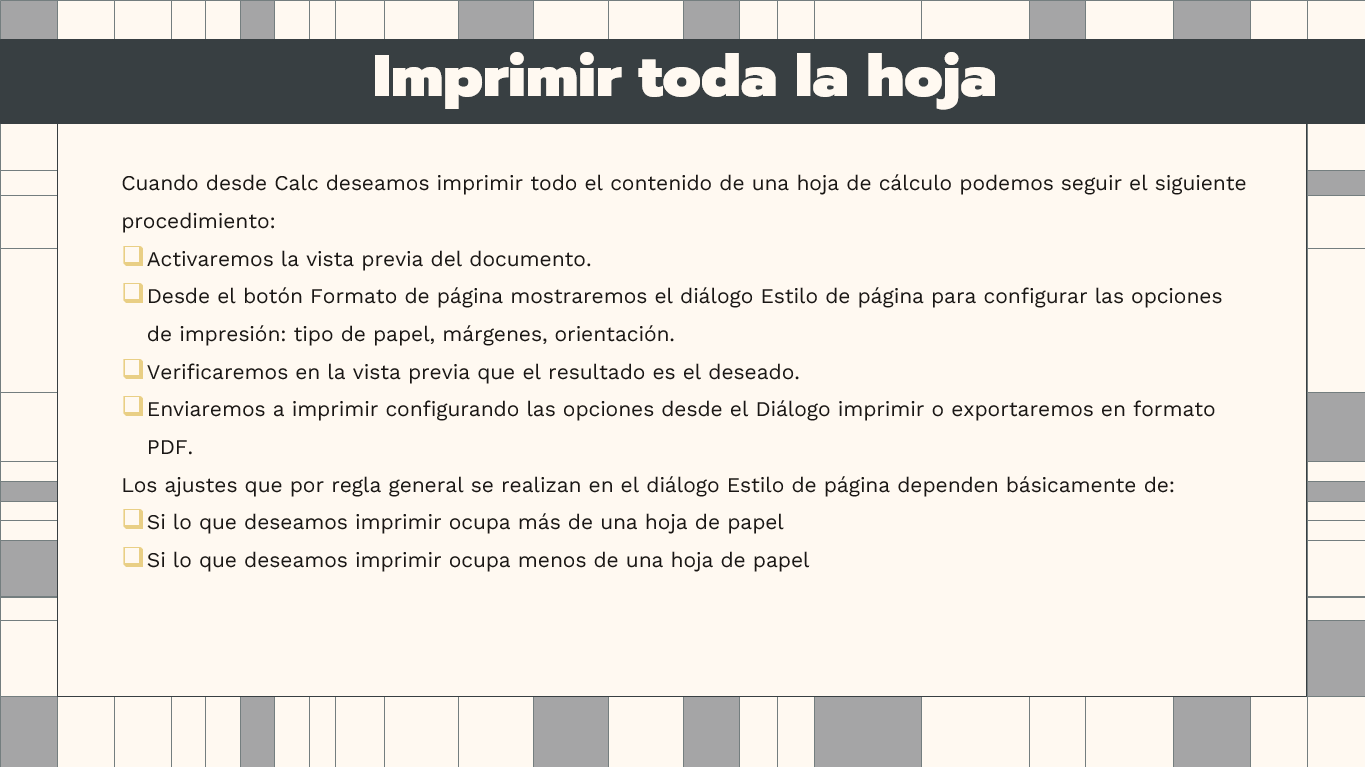 Imprimir toda la hoja
Cuando desde Calc deseamos imprimir todo el contenido de una hoja de cálculo podemos seguir el siguiente
procedimiento:
❏Activaremos la vista previa del documento.
❏Desde el botón Formato de página mostraremos el diálogo Estilo de página para configurar las opciones
de impresión: tipo de papel, márgenes, orientación.
❏Verificaremos en la vista previa que el resultado es el deseado.
❏Enviaremos a imprimir configurando las opciones desde el Diálogo imprimir o exportaremos en formato
PDF.
Los ajustes que por regla general se realizan en el diálogo Estilo de página dependen básicamente de:
❏Si lo que deseamos imprimir ocupa más de una hoja de papel
❏Si lo que deseamos imprimir ocupa menos de una hoja de papel